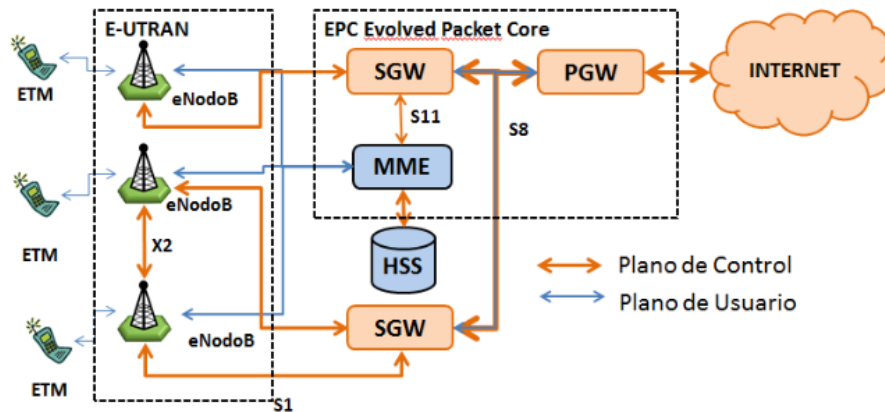 E-UTRAN
EPC Evolved Packet Core
ETM
eNodoB
SGW
PGW
INTERNET
S11
S8
MME
ETM
eNodoB
X2
HSS
Plano de Control
Plano de Usuario
eNodoB
SGW
ETM
S1